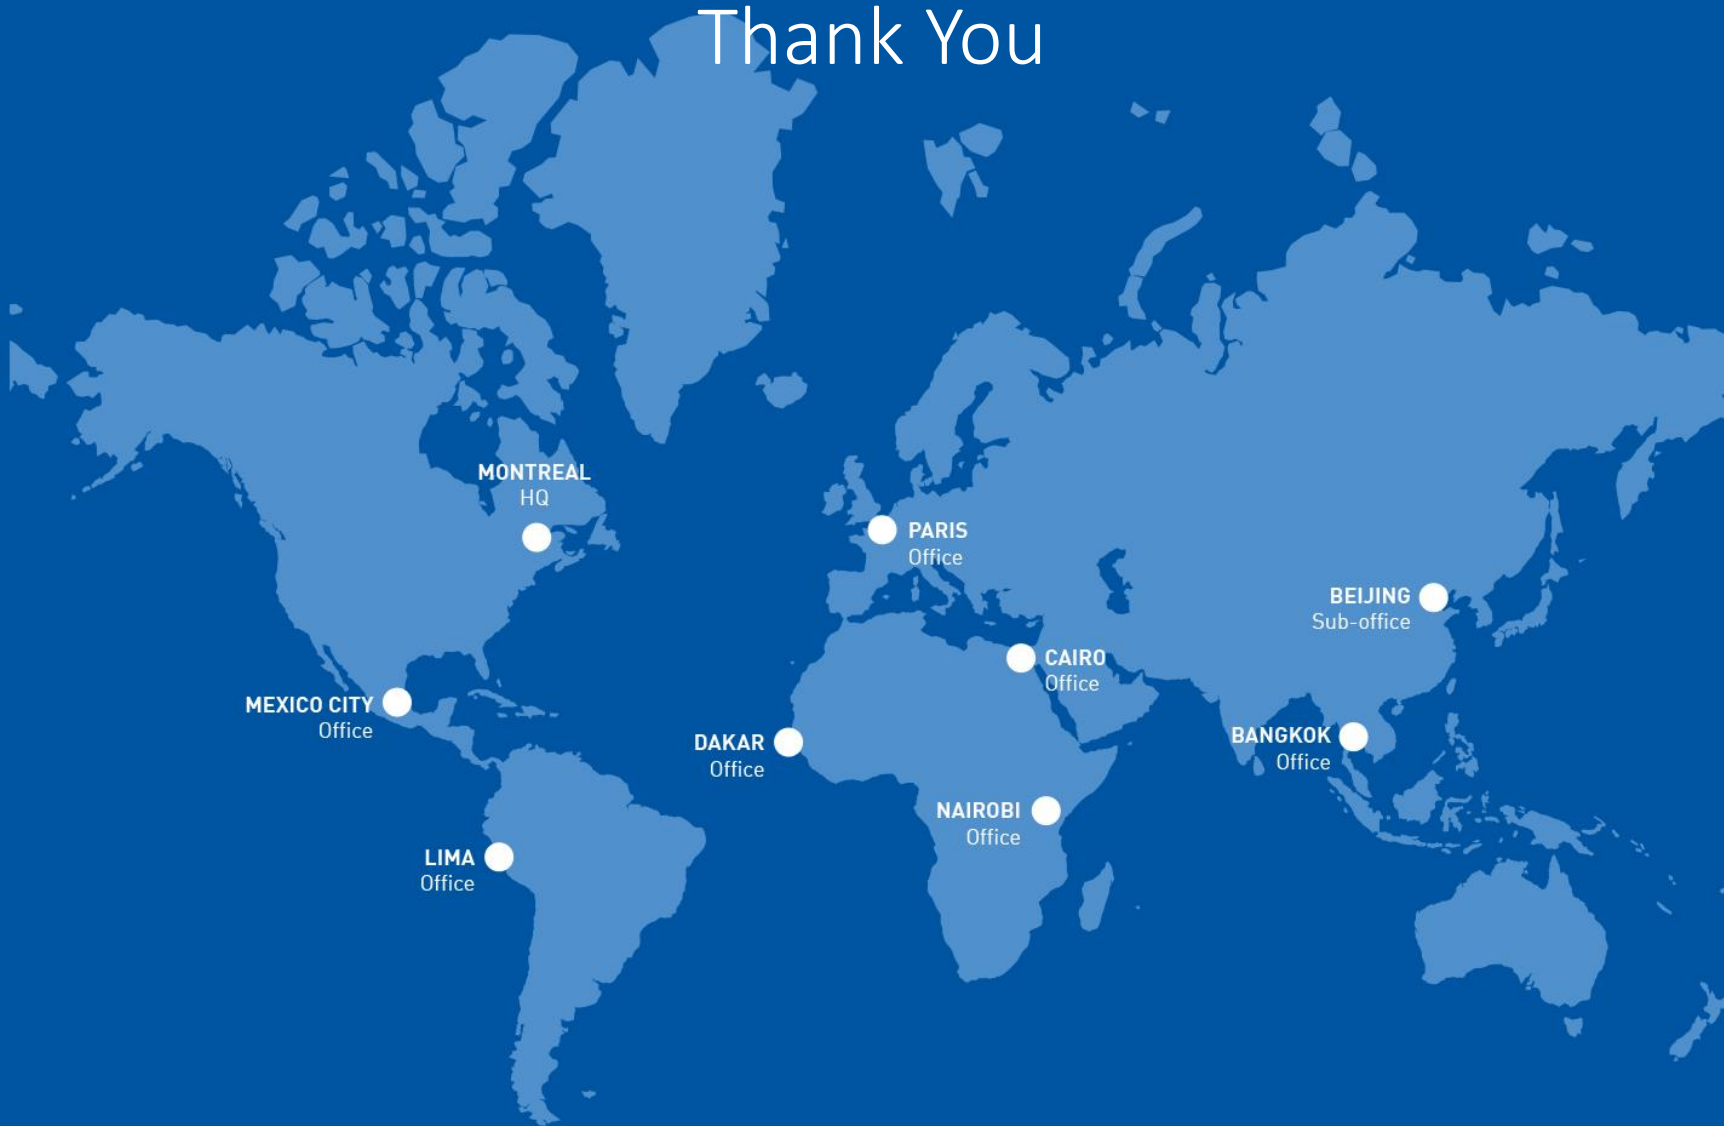 Thank You
MONTREAL
HQ
PARIS
Office
BEIJING
Sub-office
CAIRO
Office
MEXICO CITY
Office
DAKAR
Office
BANGKOK
Office
NAIROBI
Office
LIMA
Office